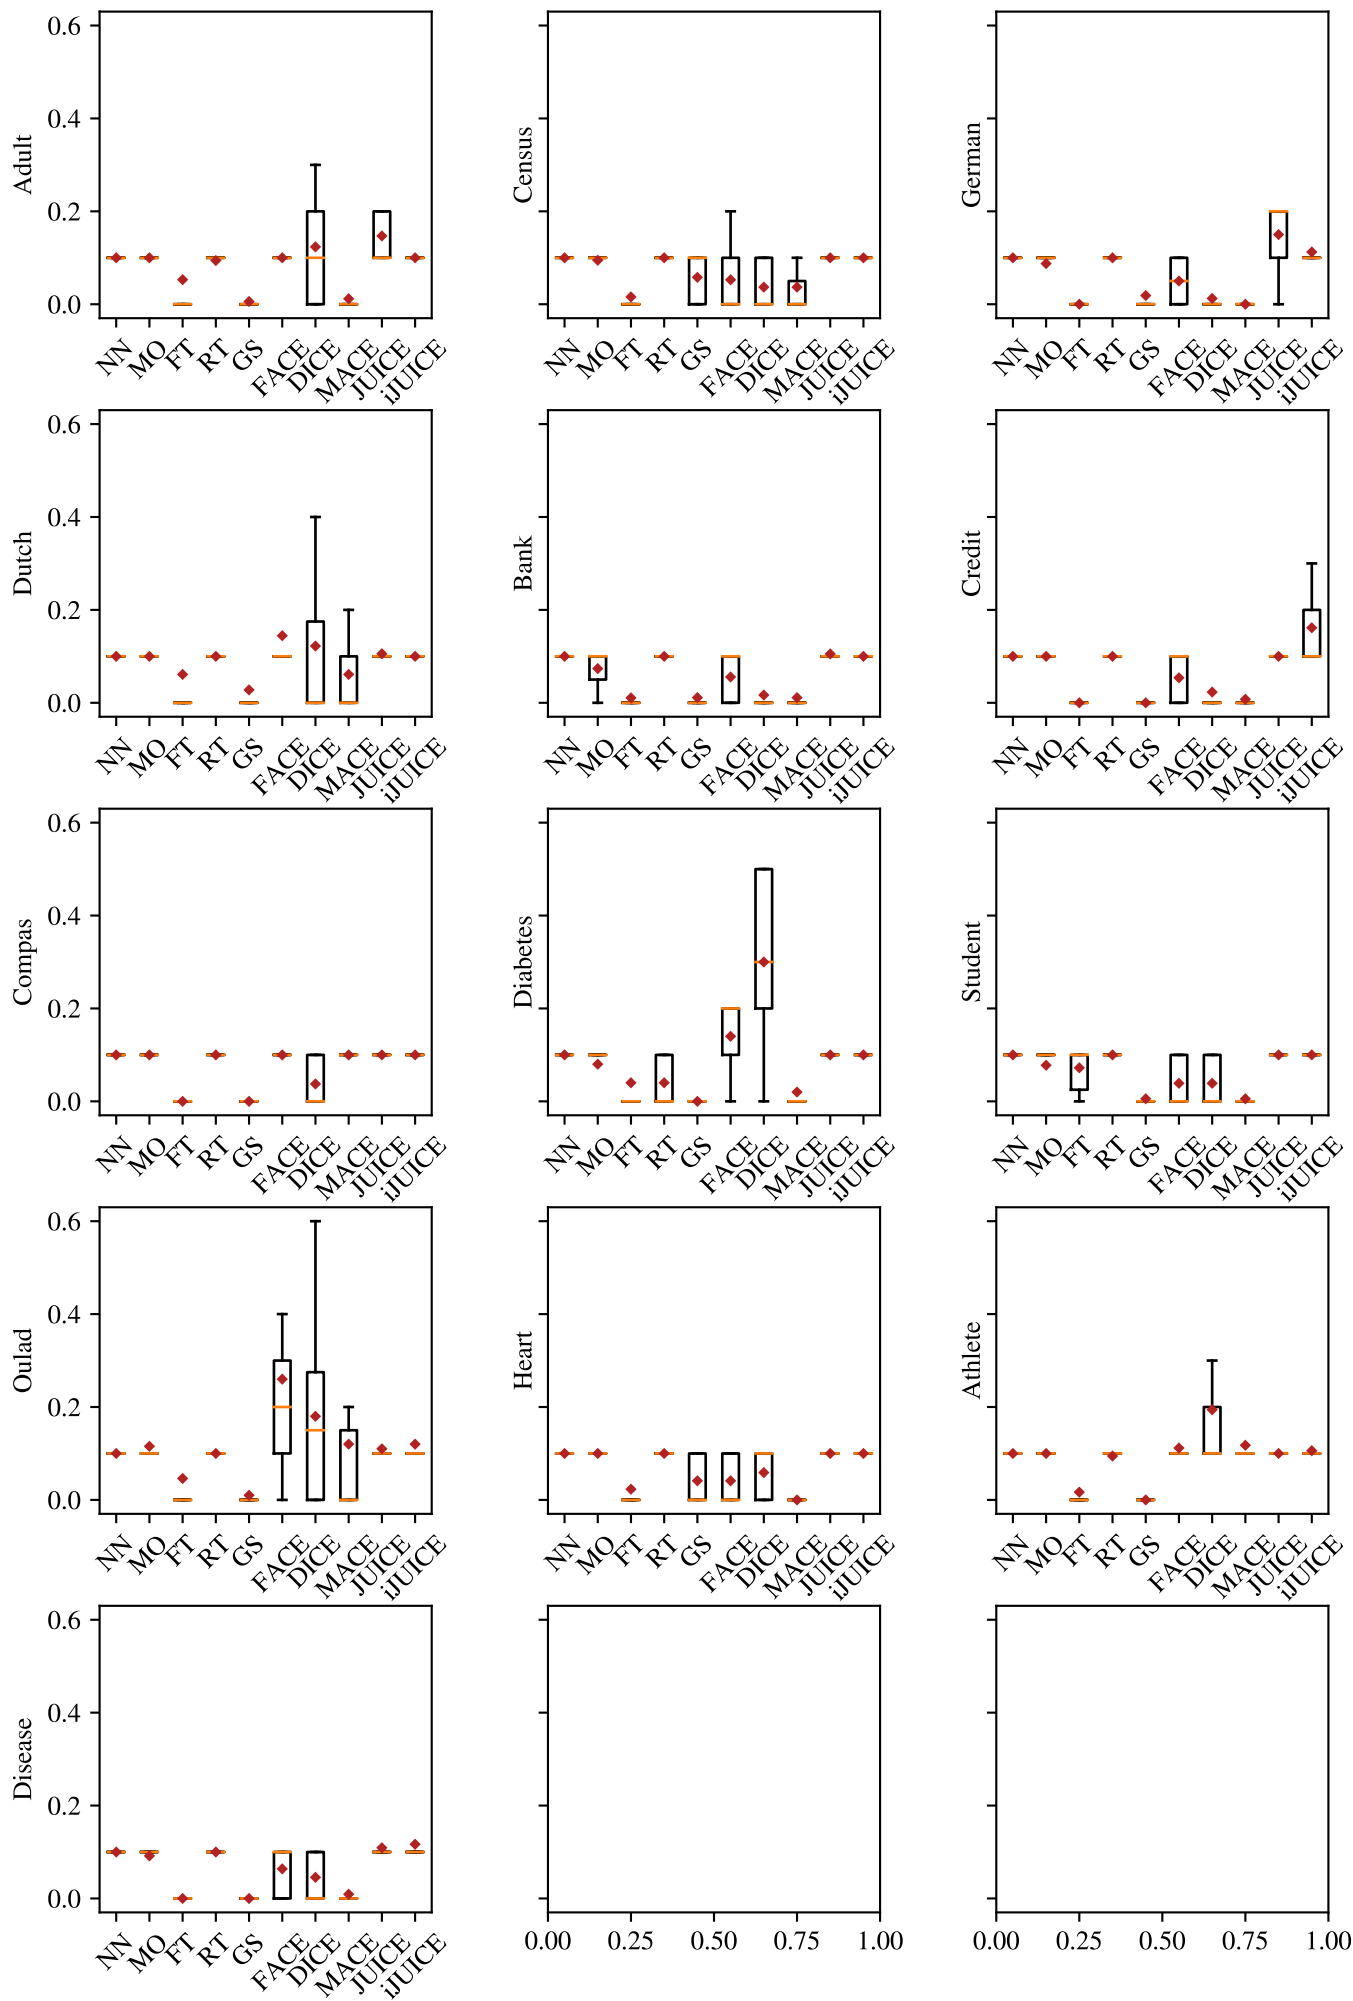 0.6
0.4
0.2
0.0
Adult
NN MO FT RT GS FACE DICE MACE JUICE iJUICE
Census
NN MO FT RT GS FACE DICE MACE JUICE iJUICE
German
NN MO FT RT GS FACE DICE MACE JUICE iJUICE
0.6
0.4
0.2
0.0
Dutch
NN MO FT RT GS FACE DICE MACE JUICE iJUICE
Bank
NN MO FT RT GS FACE DICE MACE JUICE iJUICE
Credit
NN MO FT RT GS FACE DICE MACE JUICE iJUICE
0.6
0.4
0.2
0.0
Compas
NN MO FT RT GS FACE DICE MACE JUICE iJUICE
Diabetes
NN MO FT RT GS FACE DICE MACE JUICE iJUICE
Student
NN MO FT RT GS FACE DICE MACE JUICE iJUICE
0.6
0.4
0.2
0.0
Oulad
NN MO FT RT GS FACE DICE MACE JUICE iJUICE
Heart
NN MO FT RT GS FACE DICE MACE JUICE iJUICE
Athlete
NN MO FT RT GS FACE DICE MACE JUICE iJUICE
0.6
0.4
0.2
0.0
Disease
NN MO FT RT GS FACE DICE MACE JUICE iJUICE
0.00 0.25 0.50 0.75 1.00
0.00 0.25 0.50 0.75 1.00